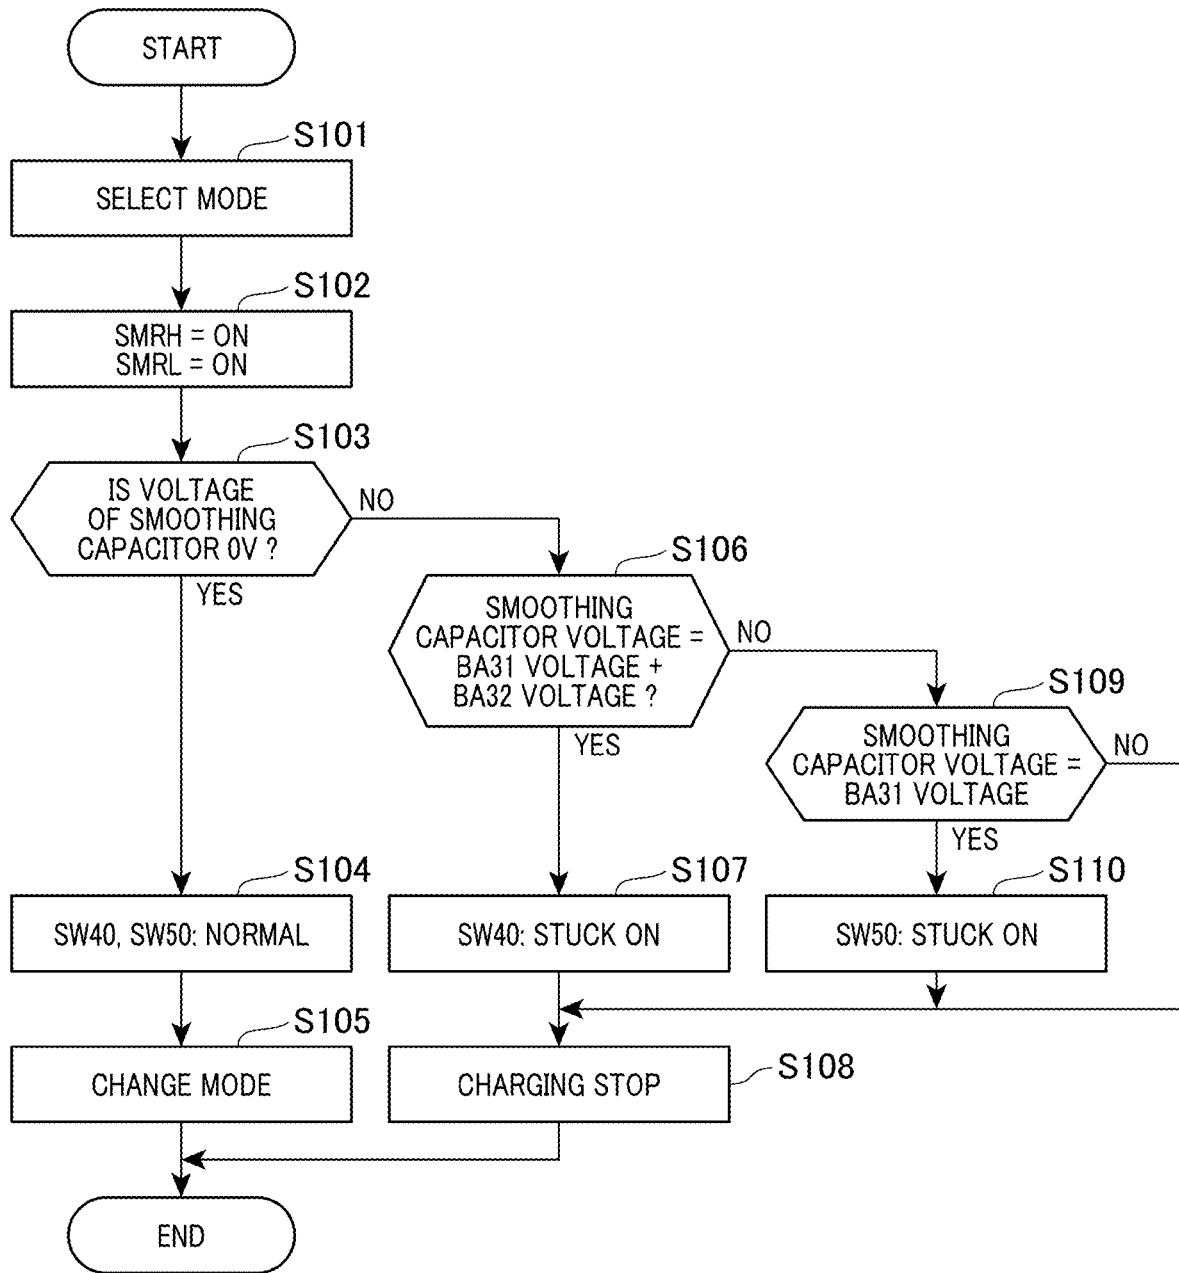 START
S101
SELECT MODE
S102
SMRH = ON
SMRL = ON
S103
IS VOLTAGE
OF SMOOTHING
CAPACITOR 0V ?
NO
YES
S106
SMOOTHING
CAPACITOR VOLTAGE =
BA31 VOLTAGE +
BA32 VOLTAGE ?
NO
YES
S109
SMOOTHING
CAPACITOR VOLTAGE =
BA31 VOLTAGE
NO
YES
S104
SW40, SW50: NORMAL
S107
SW40: STUCK ON
S110
SW50: STUCK ON
S105
CHANGE MODE
CHARGING STOP
S108
END